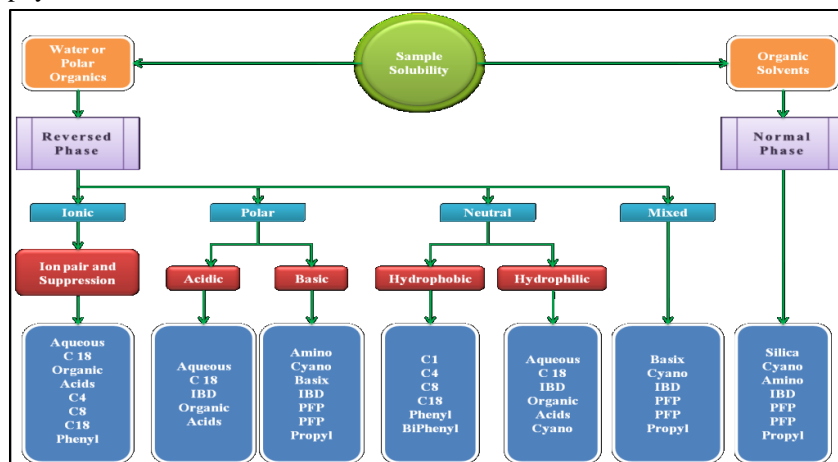 Water or
Polar
Organics
Sample
Solubility
Organic
Solvents
Reversed
Phase
Normal
Phase
Ionic
Polar
Neutral
Mixed
Ion pair and
Suppression
Acidic
Basic
Hydrophobic
Hydrophilic
Aqueous
C 18
Organic
Acids
C4
C8
C18
Phenyl
Aqueous
C 18
IBD
Organic
Acids
Amino
Cyano
Basix
IBD
PFP
PFP
Propyl
C1
C4
C8
C18
Phenyl
BiPhenyl
Aqueous
C 18
IBD
Organic
Acids
Cyano
Basix
Cyano
IBD
PFP
PFP
Propyl
Silica
Cyano
Amino
IBD
PFP
PFP
Propyl